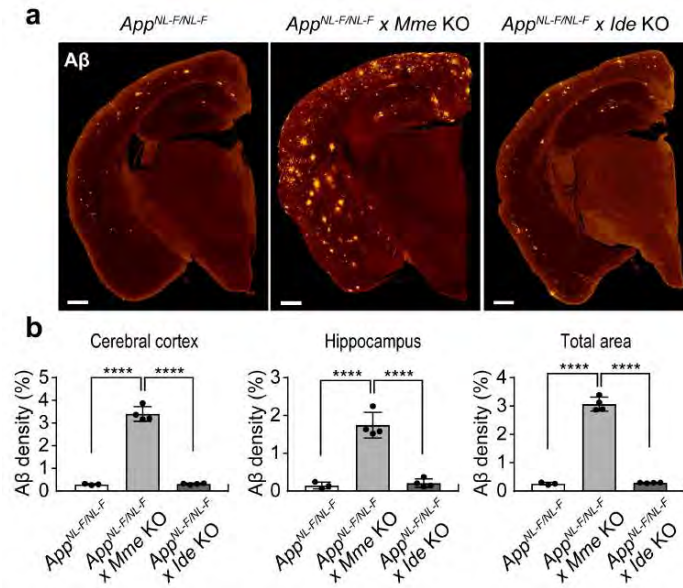 a
App^NL-F/NL-F
App^NL-F/NL-F x Mme KO
App^NL-F/NL-F x Ide KO
Aβ
b
Cerebral cortex
Aβ density (%)
5
4
3
2
1
0
****
****
App^NL-F/NL-F
App^NL-F/NL-F
x Mme KO
App^NL-F/NL-F
x Ide KO
Hippocampus
Aβ density (%)
3
2
1
0
****
****
App^NL-F/NL-F
App^NL-F/NL-F
x Mme KO
App^NL-F/NL-F
x Ide KO
Total area
Aβ density (%)
4
3
2
1
0
****
****
App^NL-F/NL-F
App^NL-F/NL-F
x Mme KO
App^NL-F/NL-F
x Ide KO